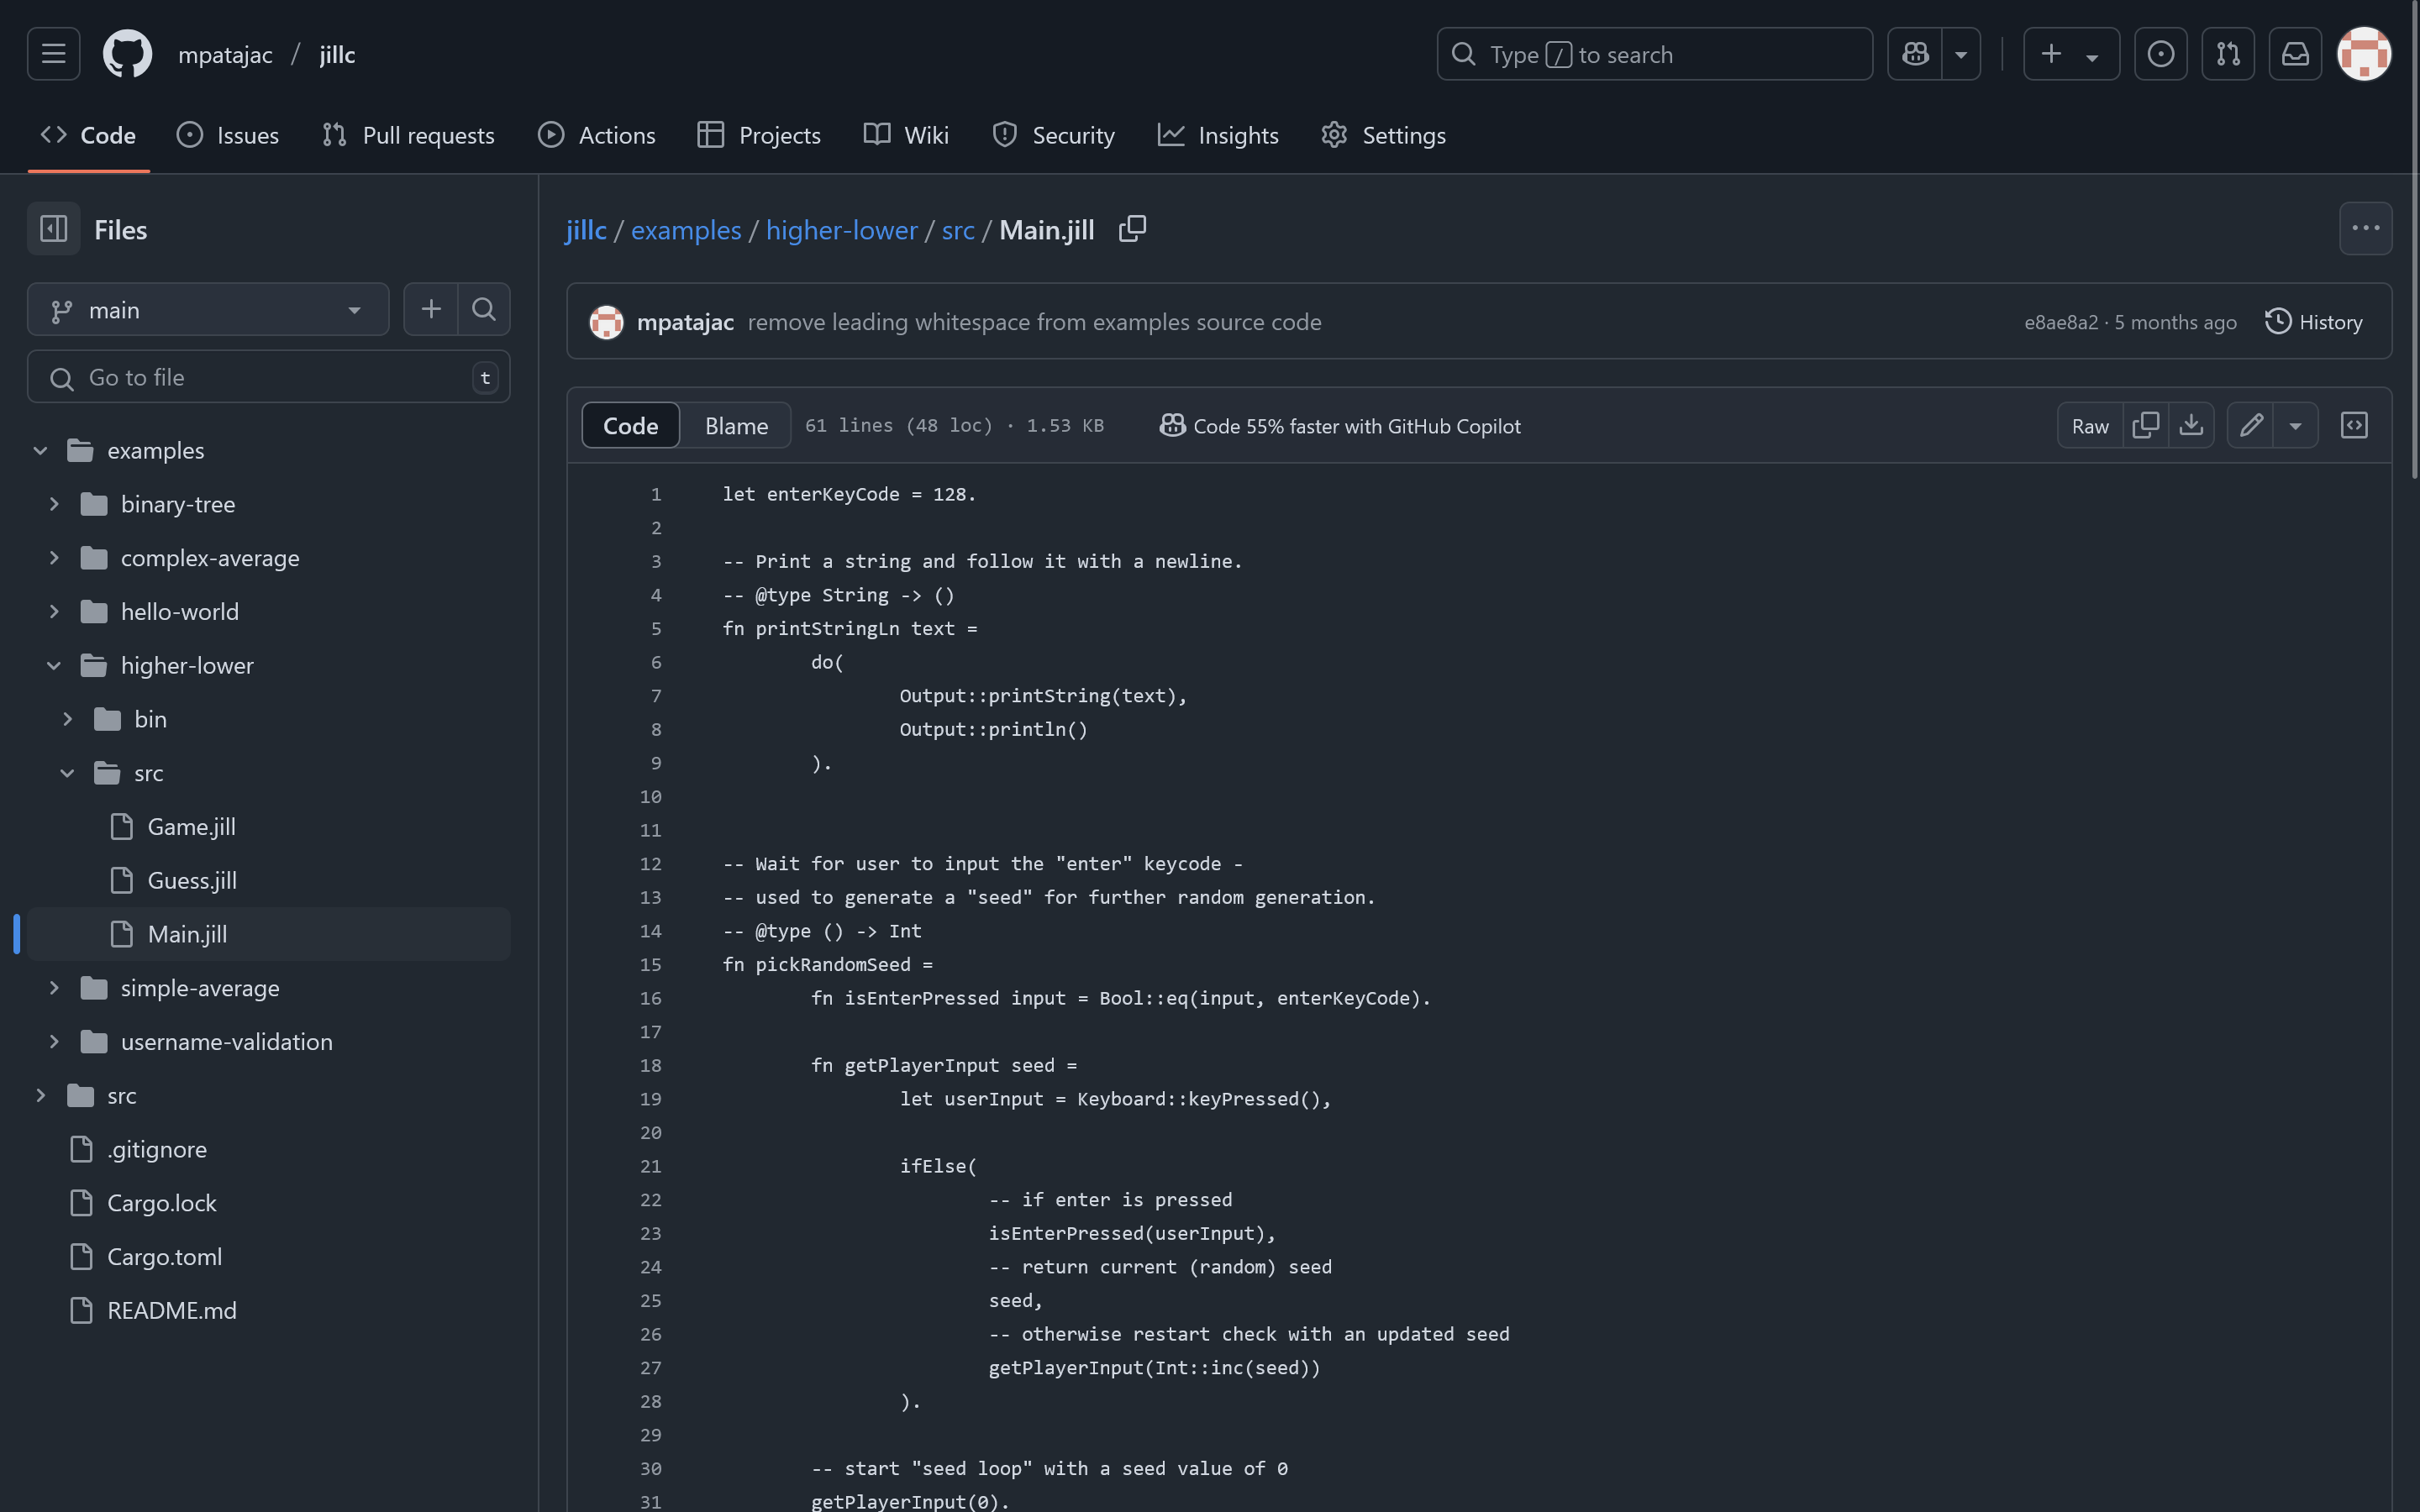 mpatajac / jillc
Type / to search
Code Issues Pull requests Actions Projects Wiki Security Insights Settings
Files
main
Go to file t
examples
binary-tree
complex-average
hello-world
higher-lower
bin
src
Game.jill
Guess.jill
Main.jill
simple-average
username-validation
src
.gitignore
Cargo.lock
Cargo.toml
README.md
jillc / examples / higher-lower / src / Main.jill
mpatajac remove leading whitespace from examples source code e8ae8a2 · 5 months ago History
Code Blame 61 lines (48 loc) · 1.53 KB Code 55% faster with GitHub Copilot Raw
1 let enterKeyCode = 128.
2
3 -- Print a string and follow it with a newline.
4 -- @type String -> ()
5 fn printStringLn text =
6 do(
7 Output::printString(text),
8 Output::println()
9 ).
10
11
12 -- Wait for user to input the "enter" keycode -
13 -- used to generate a "seed" for further random generation.
14 -- @type () -> Int
15 fn pickRandomSeed =
16 fn isEnterPressed input = Bool::eq(input, enterKeyCode).
17
18 fn getPlayerInput seed =
19 let userInput = Keyboard::keyPressed(),
20
21 ifElse(
22 -- if enter is pressed
23 isEnterPressed(userInput),
24 -- return current (random) seed
25 seed,
26 -- otherwise restart check with an updated seed
27 getPlayerInput(Int::inc(seed))
28 ).
29
30 -- start "seed loop" with a seed value of 0
31 getPlayerInput(0).